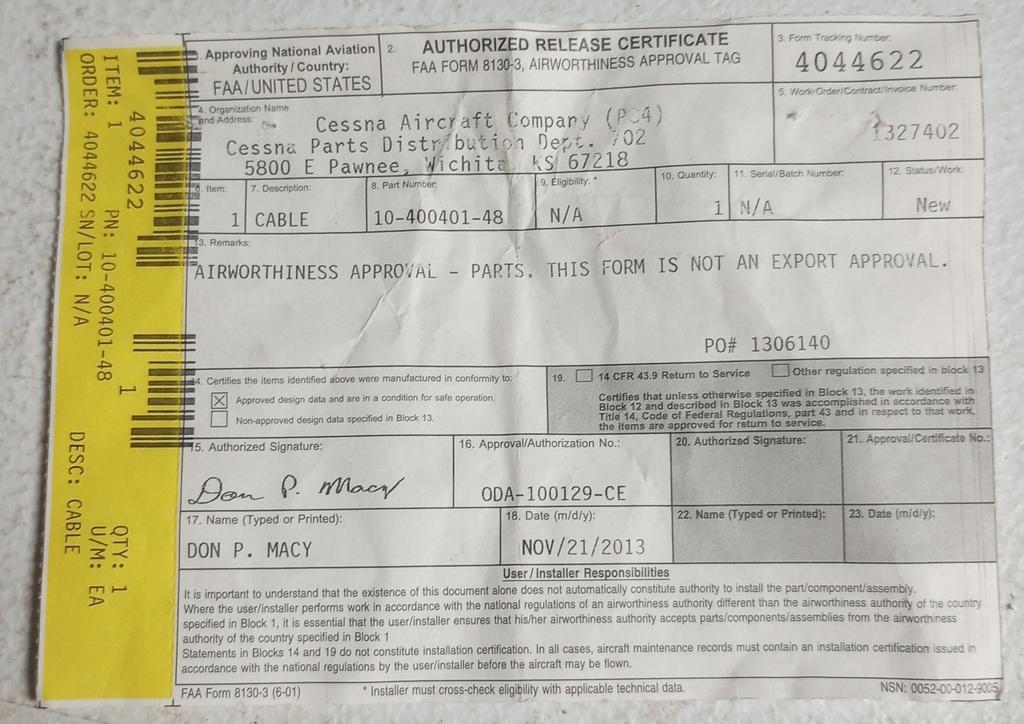 ITEM: 1 PN: 10-400401-48 QTY: 1
ORDER: 4044622 SN/LOT: N/A DESC: CABLE U/M: EA
4044622
1
Approving National Aviation
Authority / Country:
FAA/UNITED STATES
2.
AUTHORIZED RELEASE CERTIFICATE
FAA FORM 8130-3, AIRWORTHINESS APPROVAL TAG
3. Form Tracking Number:
4044622
4. Organization Name
and Address:
Cessna Aircraft Company (PC4)
Cessna Parts Distribution Dept. 702
5800 E Pawnee, Wichita KS 67218
5. Work Order/Contract/Invoice Number:
1327402
6. Item:
1
7. Description:
CABLE
8. Part Number:
10-400401-48
9. Eligibility: *
N/A
10. Quantity:
1
11. Serial/Batch Number:
N/A
12. Status/Work:
New
13. Remarks:
AIRWORTHINESS APPROVAL - PARTS. THIS FORM IS NOT AN EXPORT APPROVAL.
PO# 1306140
14. Certifies the items identified above were manufactured in conformity to:
Approved design data and are in a condition for safe operation.
Non-approved design data specified in Block 13.
19. 14 CFR 43.9 Return to Service Other regulation specified in block 13
Certifies that unless otherwise specified in Block 13, the work identified in
Block 12 and described in Block 13 was accomplished in accordance with
Title 14, Code of Federal Regulations, part 43 and in respect to that work,
the items are approved for return to service.
15. Authorized Signature:
Don P. Macy
16. Approval/Authorization No.:
ODA-100129-CE
20. Authorized Signature:
21. Approval/Certificate No.:
17. Name (Typed or Printed):
DON P. MACY
18. Date (m/d/y):
NOV/21/2013
22. Name (Typed or Printed):
23. Date (m/d/y):
User/Installer Responsibilities
It is important to understand that the existence of this document alone does not automatically constitute authority to install the part/component/assembly.
Where the user/installer performs work in accordance with the national regulations of an airworthiness authority different than the airworthiness authority of the country
specified in Block 1, it is essential that the user/installer ensures that his/her airworthiness authority accepts parts/components/assemblies from the airworthiness
authority of the country specified in Block 1
Statements in Blocks 14 and 19 do not constitute installation certification. In all cases, aircraft maintenance records must contain an installation certification issued in
accordance with the national regulations by the user/installer before the aircraft may be flown.
FAA Form 8130-3 (6-01)
* Installer must cross-check eligibility with applicable technical data.
NSN: 0052-00-012-9005